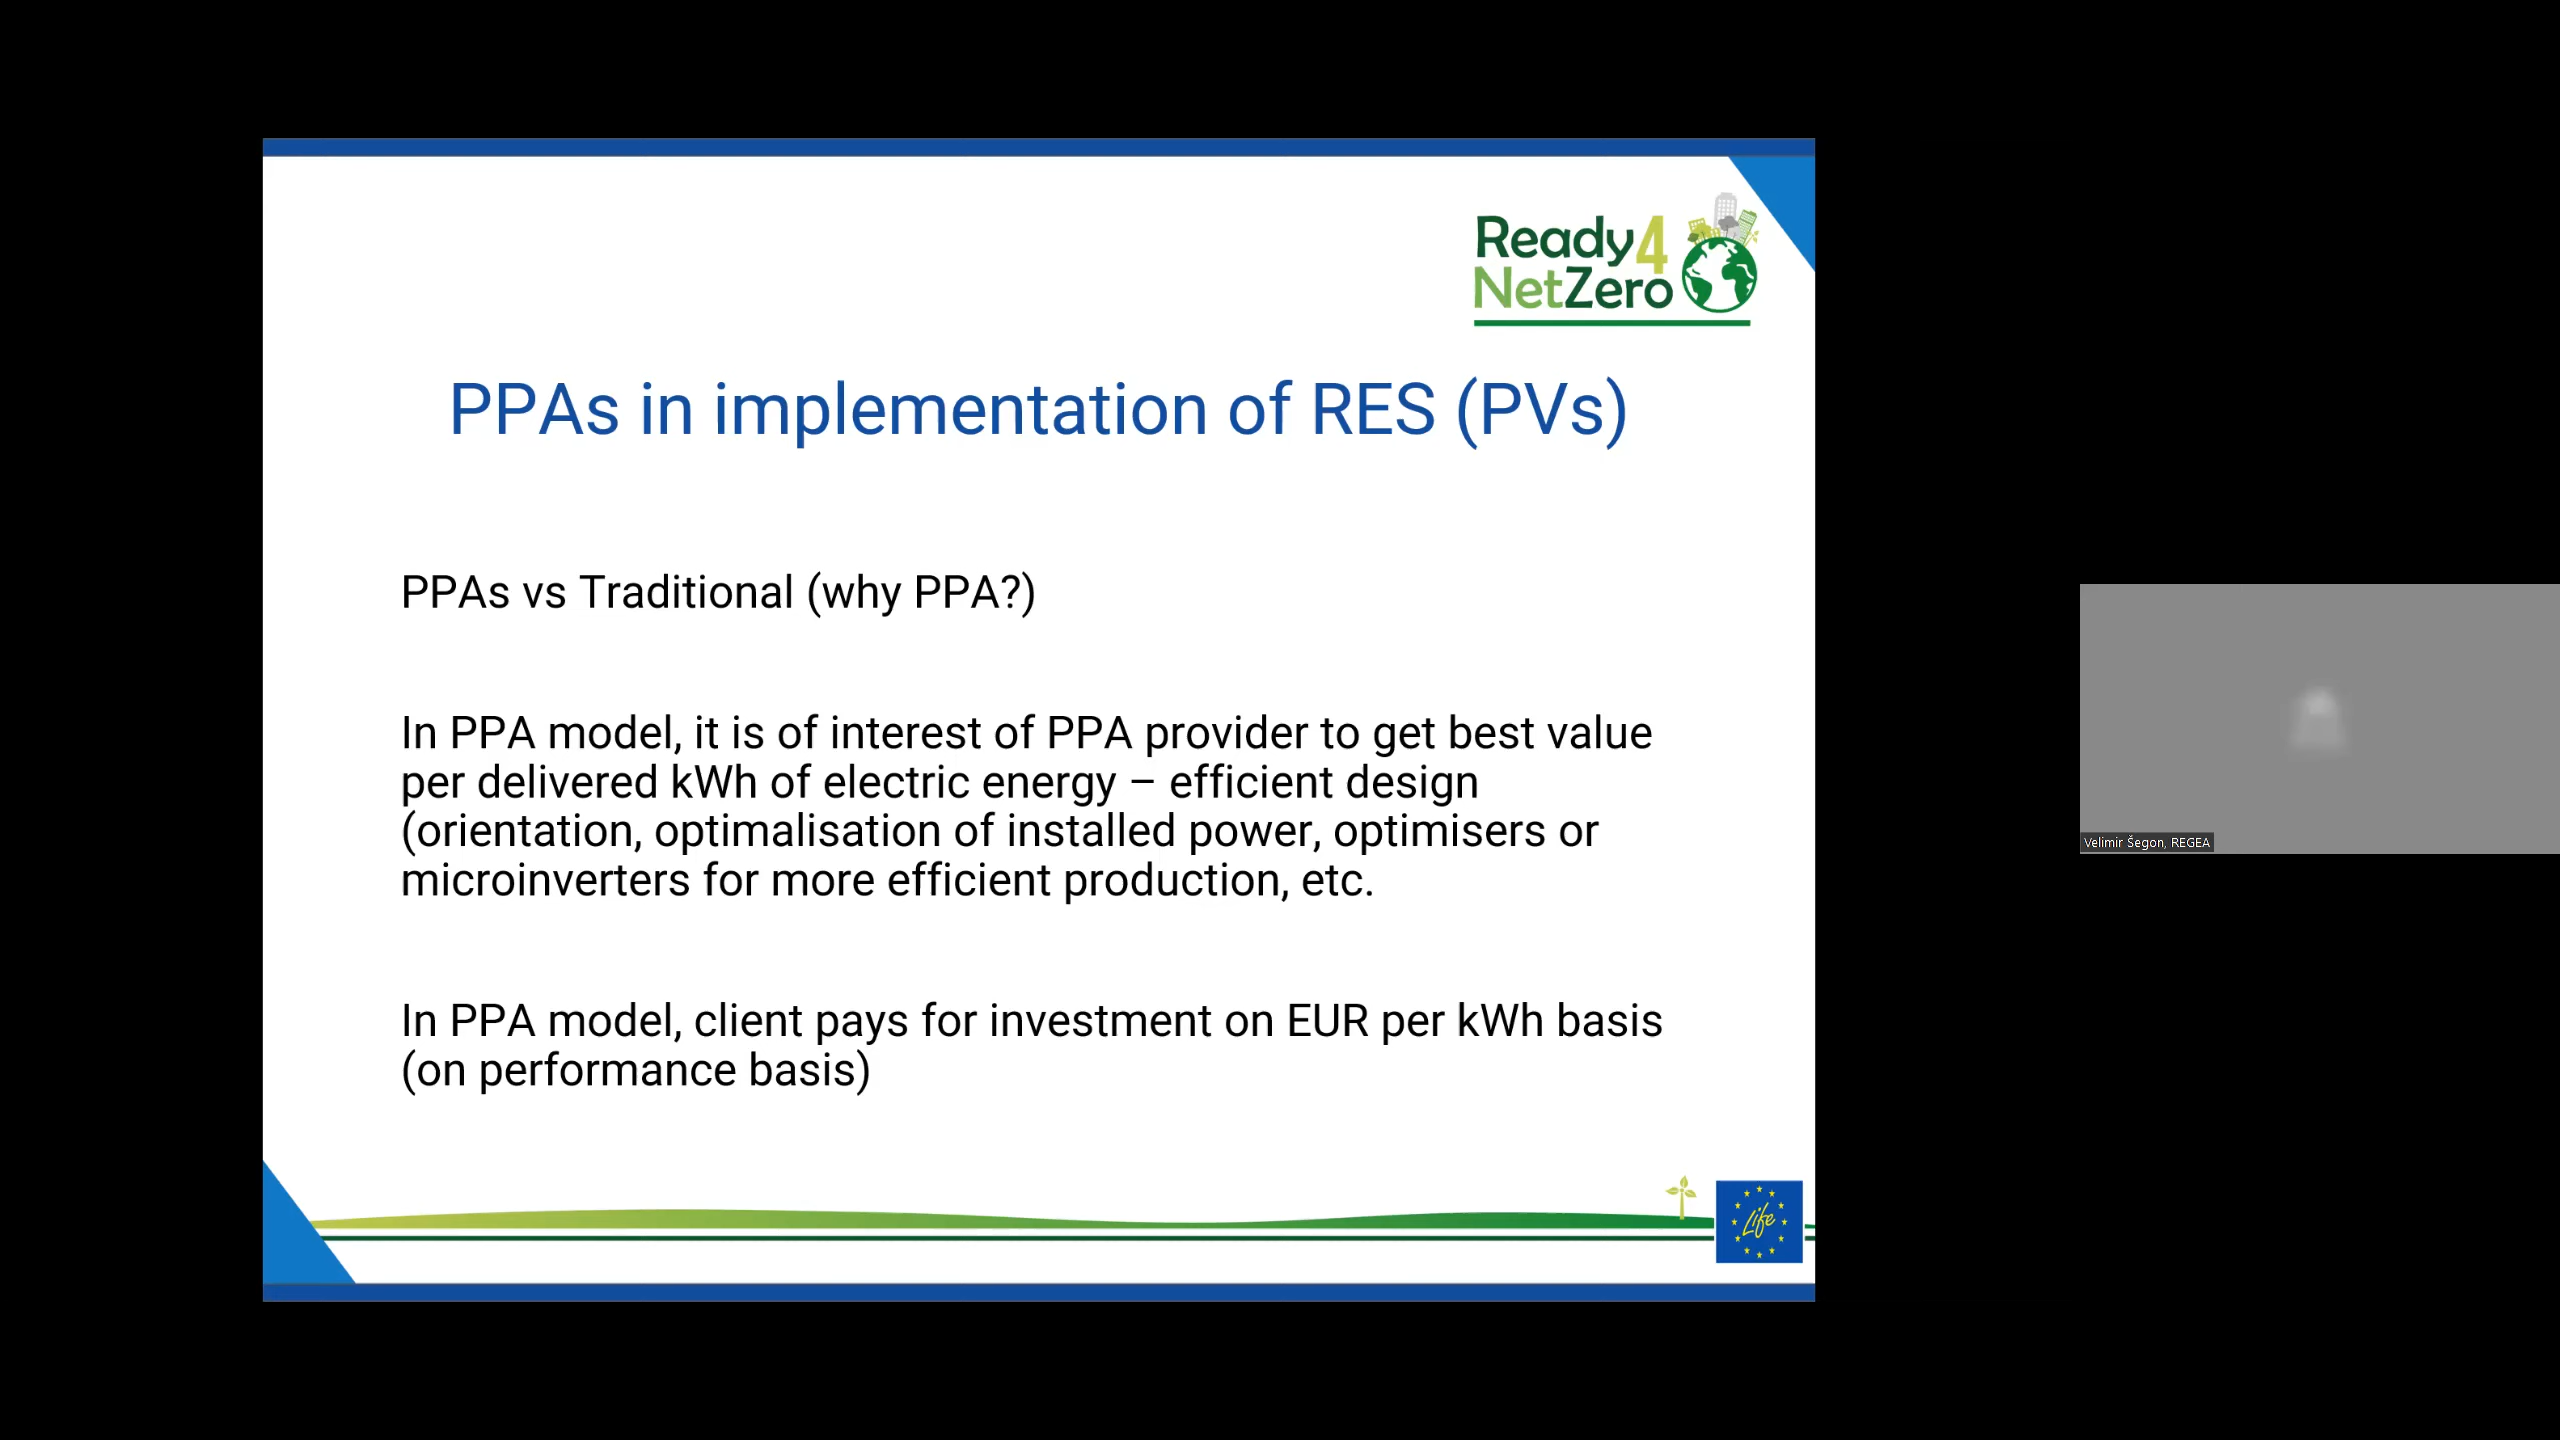 Ready4
NetZero
PPAs in implementation of RES (PVs)
PPAs vs Traditional (why PPA?)
In PPA model, it is of interest of PPA provider to get best value
per delivered kWh of electric energy – efficient design
(orientation, optimalisation of installed power, optimisers or
microinverters for more efficient production, etc.
In PPA model, client pays for investment on EUR per kWh basis
(on performance basis)
Life
Velimir Šegon, REGEA